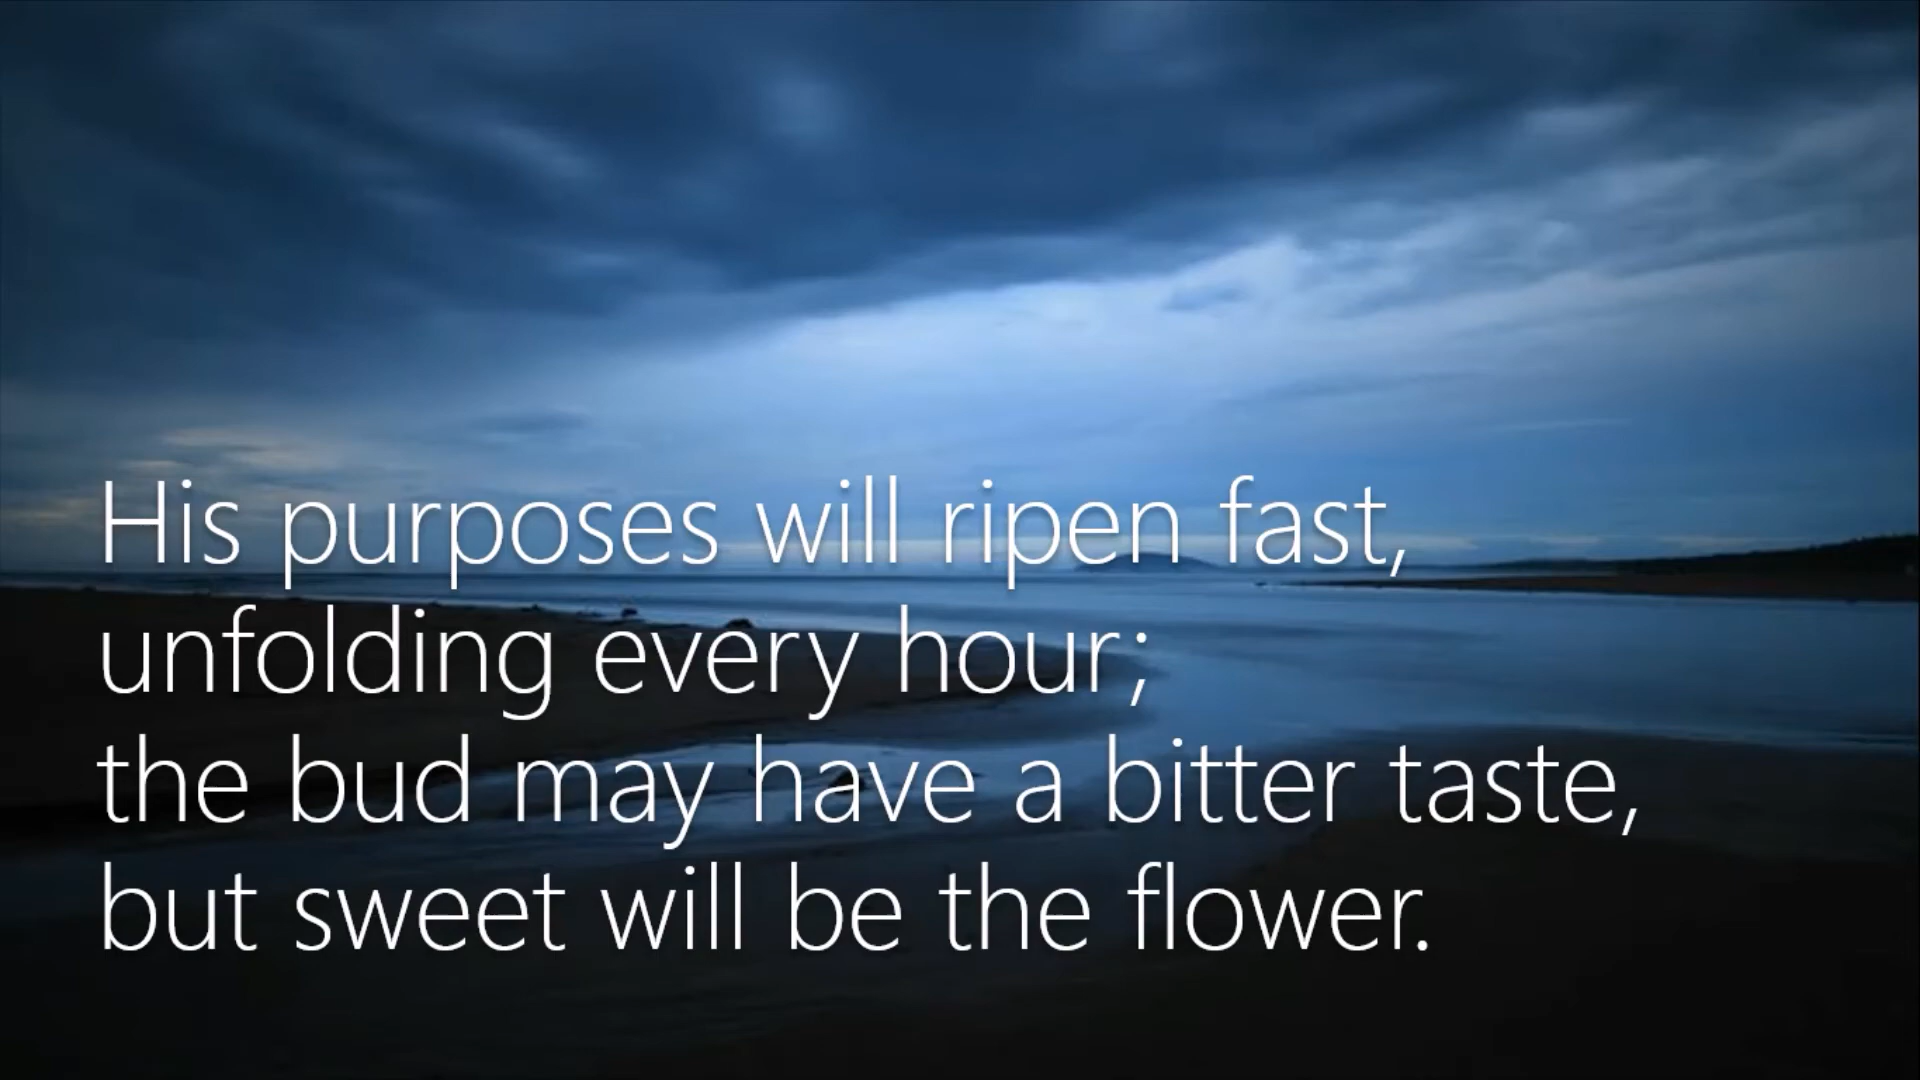 His purposes will ripen fast,
unfolding every hour;
the bud may have a bitter taste,
but sweet will be the flower.